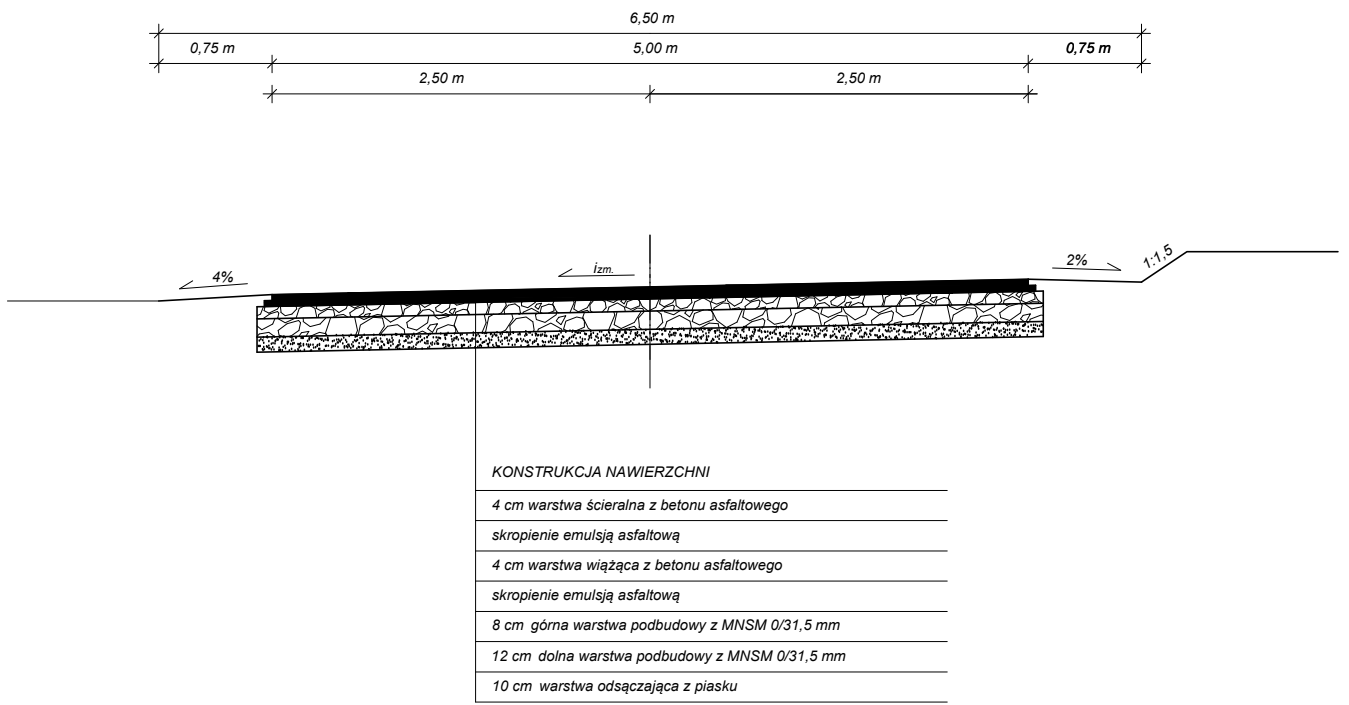 6,50 m
0,75 m 5,00 m 0,75 m
2,50 m 2,50 m
4% izm. 2% 1:1,5
KONSTRUKCJA NAWIERZCHNI
4 cm warstwa ścieralna z betonu asfaltowego
skropienie emulsją asfaltową
4 cm warstwa wiążąca z betonu asfaltowego
skropienie emulsją asfaltową
8 cm górna warstwa podbudowy z MNSM 0/31,5 mm
12 cm dolna warstwa podbudowy z MNSM 0/31,5 mm
10 cm warstwa odsączająca z piasku